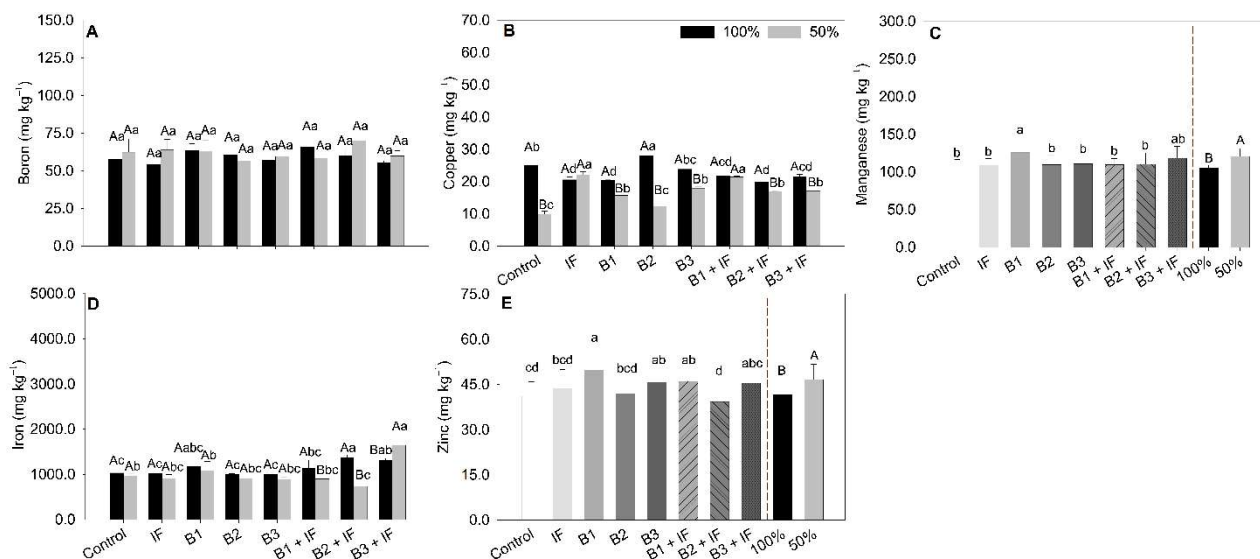 A
Boron (mg kg⁻¹)
150.0
125.0
100.0
75.0
50.0
25.0
0.0
Aa Aa Aa Aa Aa Aa Aa Aa Aa Aa Aa Aa Aa Aa Aa Aa
B
100% 50%
Copper (mg kg⁻¹)
70.0
60.0
50.0
40.0
30.0
20.0
10.0
0.0
Ab Bc Ad Aa Ad Bb Aa Bc Abc Bb Acd Aa Ad Bb Acd Bb
Control IF B1 B2 B3 B1 + IF B2 + IF B3 + IF
C
Manganese (mg kg⁻¹)
300.0
250.0
200.0
150.0
100.0
50.0
0.0
b b a b b b b ab B A
Control IF B1 B2 B3 B1 + IF B2 + IF B3 + IF 100% 50%
D
Iron (mg kg⁻¹)
5000.0
4000.0
3000.0
2000.0
1000.0
0.0
Ac Ab Ac Abc Aabc Ab Ac Abc Ac Abc Abc Bbc Aa Bc Bab Aa
Control IF B1 B2 B3 B1 + IF B2 + IF B3 + IF
E
Zinc (mg kg⁻¹)
75.0
60.0
45.0
30.0
15.0
0.0
cd bcd a bcd ab ab d abc B A
Control IF B1 B2 B3 B1 + IF B2 + IF B3 + IF 100% 50%